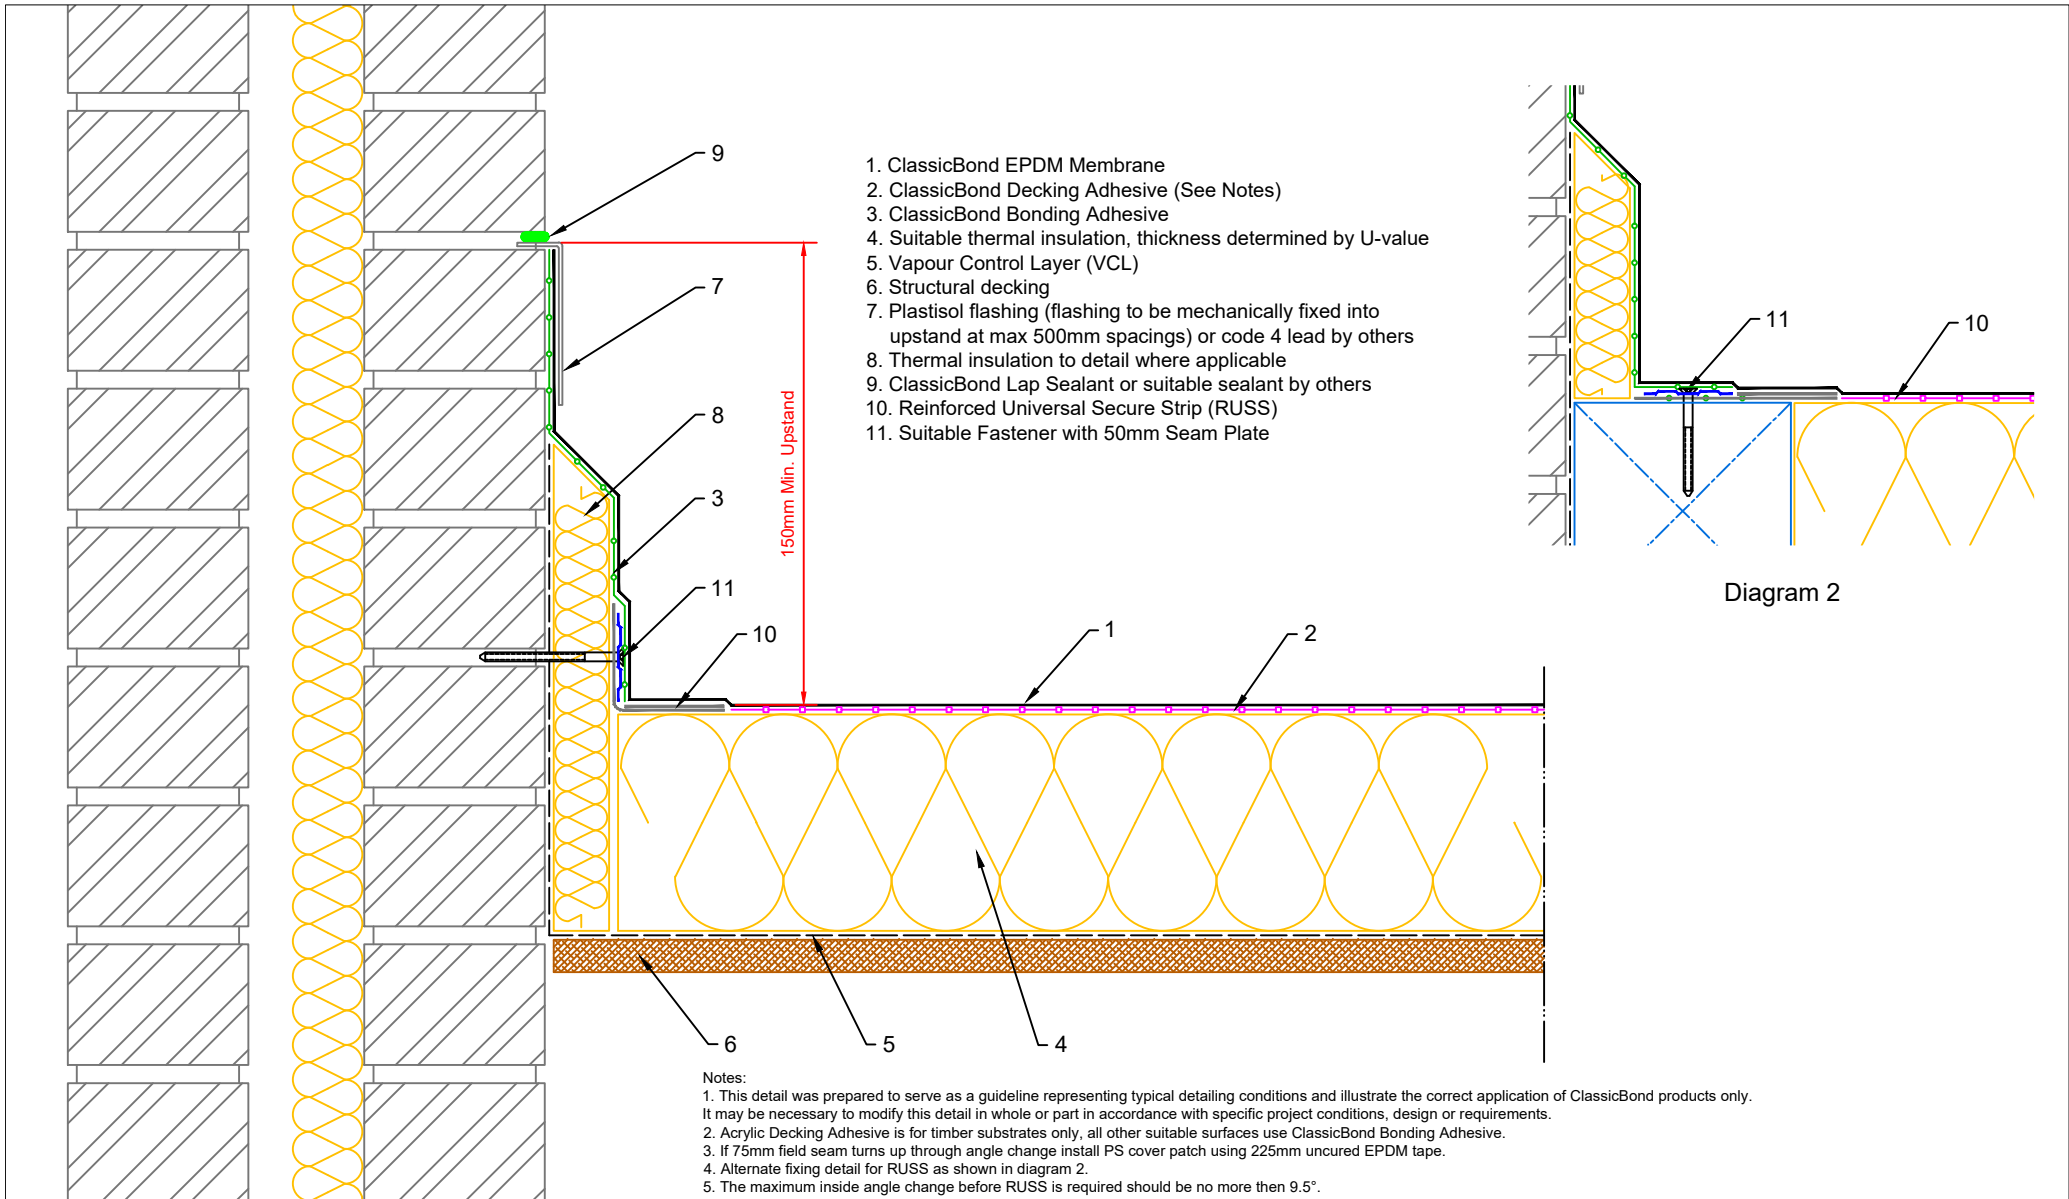 9
7
8
3
11
10
1
2
6
5
4
150mm Min. Upstand
1. ClassicBond EPDM Membrane
2. ClassicBond Decking Adhesive (See Notes)
3. ClassicBond Bonding Adhesive
4. Suitable thermal insulation, thickness determined by U-value
5. Vapour Control Layer (VCL)
6. Structural decking
7. Plastisol flashing (flashing to be mechanically fixed into
upstand at max 500mm spacings) or code 4 lead by others
8. Thermal insulation to detail where applicable
9. ClassicBond Lap Sealant or suitable sealant by others
10. Reinforced Universal Secure Strip (RUSS)
11. Suitable Fastener with 50mm Seam Plate
11
10
Diagram 2
Notes:
1. This detail was prepared to serve as a guideline representing typical detailing conditions and illustrate the correct application of ClassicBond products only.
It may be necessary to modify this detail in whole or part in accordance with specific project conditions, design or requirements.
2. Acrylic Decking Adhesive is for timber substrates only, all other suitable surfaces use ClassicBond Bonding Adhesive.
3. If 75mm field seam turns up through angle change install PS cover patch using 225mm uncured EPDM tape.
4. Alternate fixing detail for RUSS as shown in diagram 2.
5. The maximum inside angle change before RUSS is required should be no more then 9.5°.